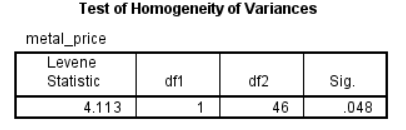 Test of Homogeneity of Variances
metal_price
Levene
Statistic df1 df2 Sig.
4.113 1 46 .048